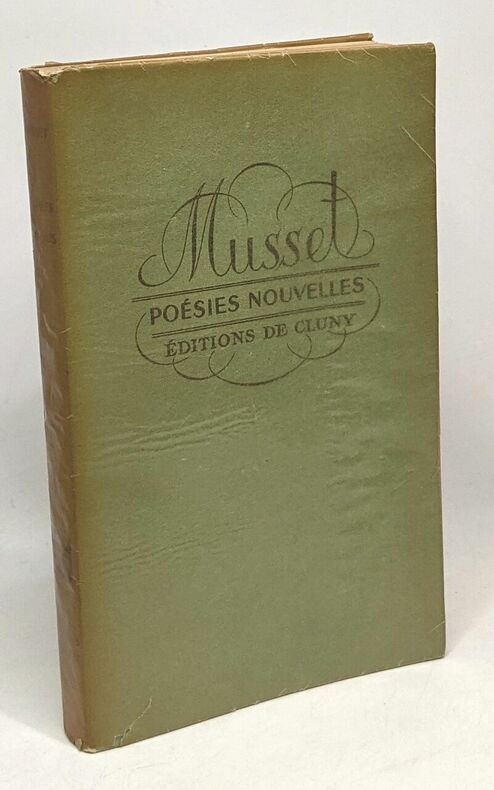 Musset
POÉSIES NOUVELLES
ÉDITIONS DE CLUNY